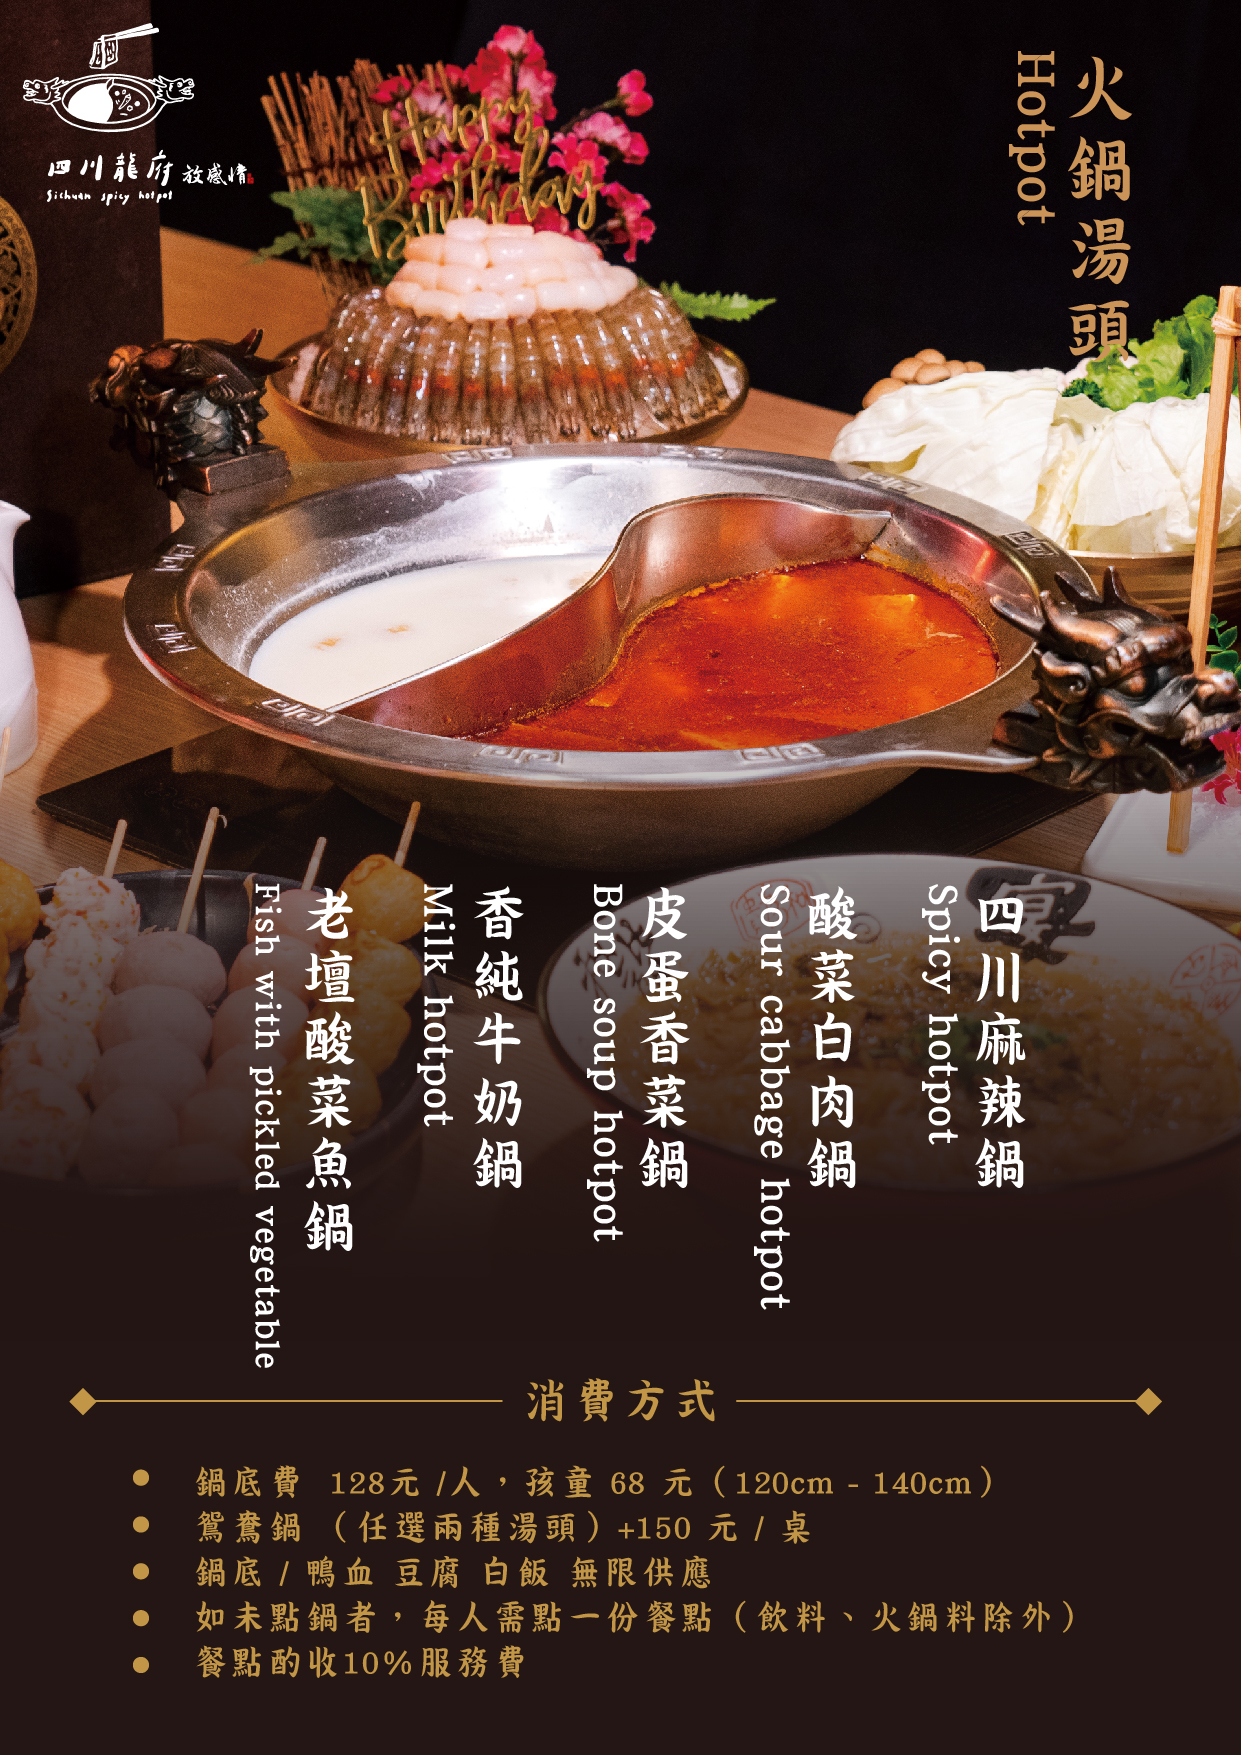 四川龍府放感情
Sichuan spicy hotpot
Happy
Birthday
火鍋湯頭
Hotpot
四川麻辣鍋
Spicy hotpot
酸菜白肉鍋
Sour cabbage hotpot
皮蛋香菜鍋
Bone soup hotpot
香純牛奶鍋
Milk hotpot
老壇酸菜魚鍋
Fish with pickled vegetable
宴
消費方式
鍋底費 128元 /人，孩童 68 元（120cm - 140cm）
鴛鴦鍋 （任選兩種湯頭）+150 元 / 桌
鍋底 / 鴨血 豆腐 白飯 無限供應
如未點鍋者，每人需點一份餐點（飲料、火鍋料除外）
餐點酌收10%服務費